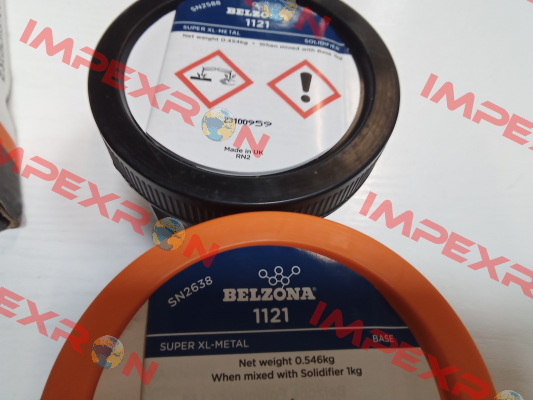 SN2588
BELZONA
1121
SUPER XL-METAL
SOLIDIFIER
Net weight 0.454kg • When mixed with Base 1kg
23100959
Made in UK
RN2
SN2638
BELZONA®
1121
SUPER XL-METAL
BASE
Net weight 0.546kg
When mixed with Solidifier 1kg
IMPEXRON
IMPEXRON
IMPEXRON
IMPEXRON
IMPEXRON